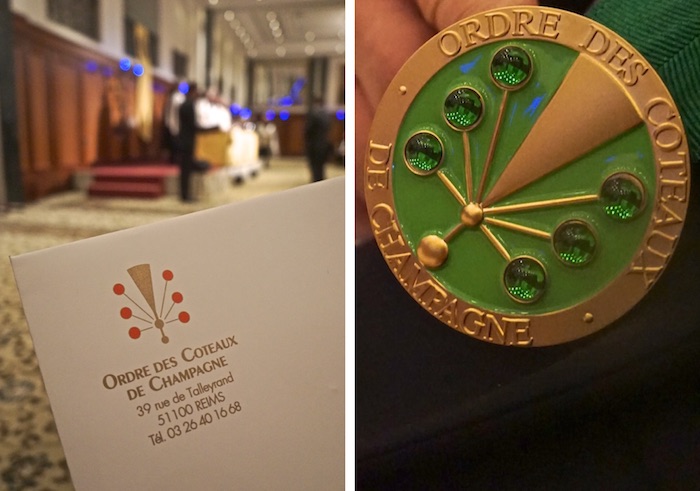 ORDRE DES COTEAUX
DE CHAMPAGNE
39 rue de Talleyrand
51100 REIMS
Tél. 03 26 40 16 68
ORDRE DES COTEAUX
DE CHAMPAGNE